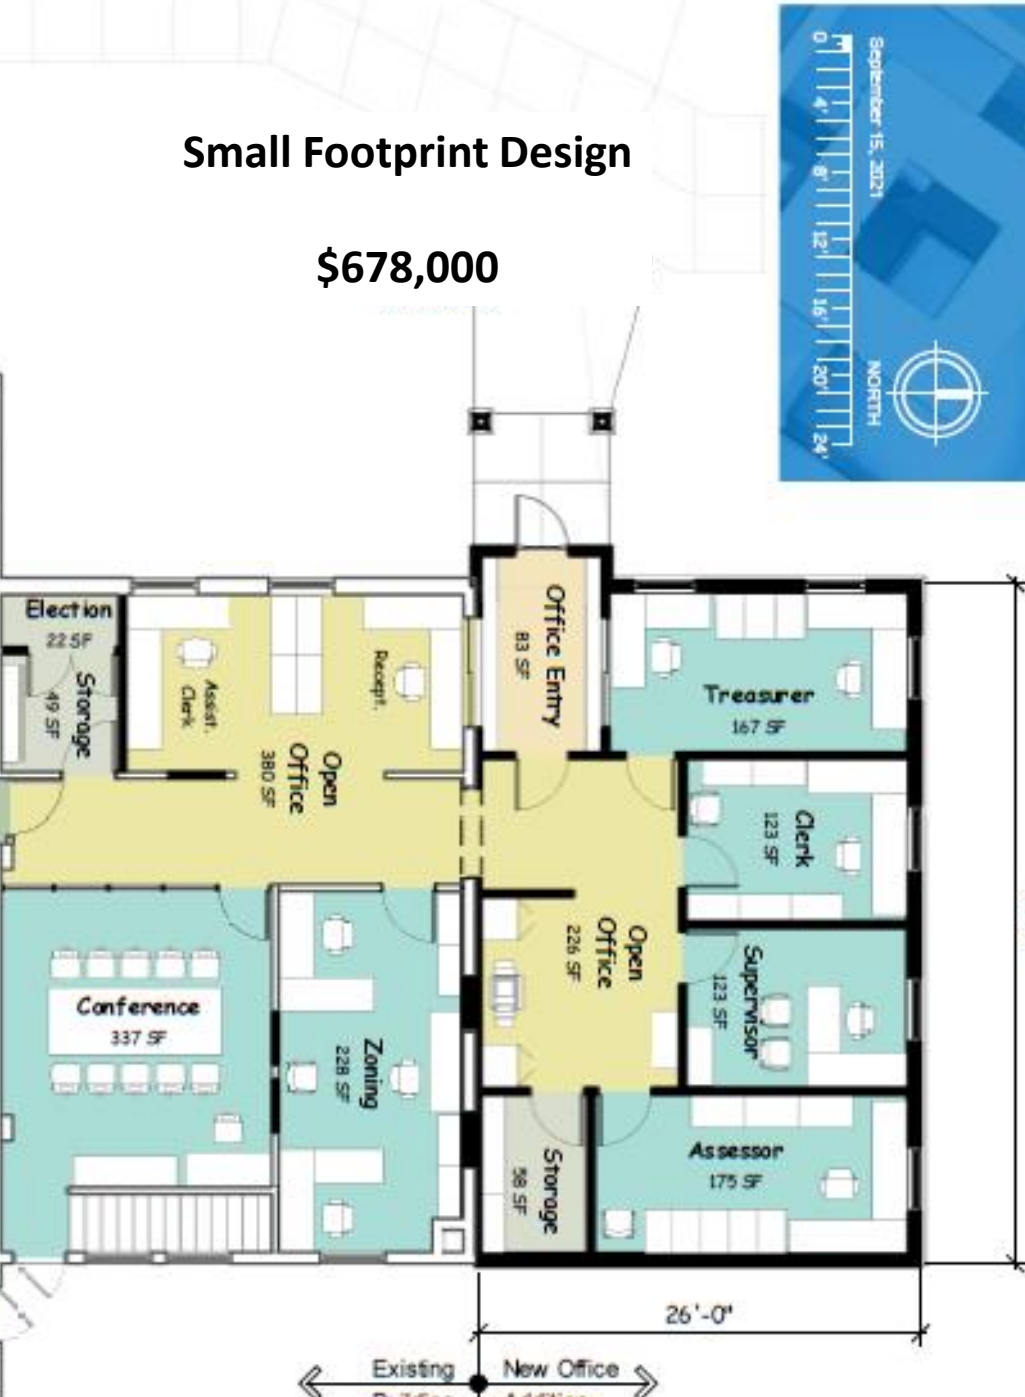 Small Footprint Design
$678,000
September 15, 2021
0 4' 8' 12' 16' 20' 24'
NORTH
Election
22 SF
Storage
49 SF
Assist.
Clerk
Recept.
Open
Office
380 SF
Office Entry
83 SF
Treasurer
167 SF
Clerk
123 SF
Open
Office
226 SF
Supervisor
123 SF
Conference
337 SF
Zoning
228 SF
Storage
58 SF
Assessor
175 SF
26'-0"
Existing
New Office
Building
Addition